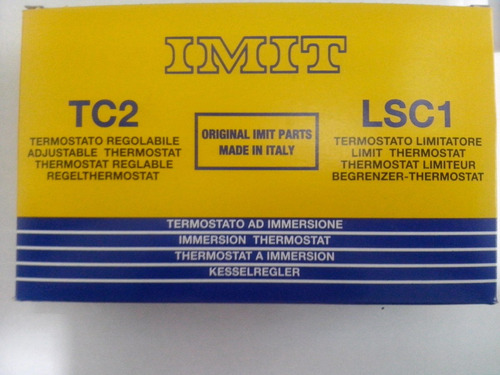 IMIT
TC2
TERMOSTATO REGOLABILE
ADJUSTABLE THERMOSTAT
THERMOSTAT REGLABLE
REGELTHERMOSTAT
ORIGINAL IMIT PARTS
MADE IN ITALY
LSC1
TERMOSTATO LIMITATORE
LIMIT THERMOSTAT
THERMOSTAT LIMITEUR
BEGRENZER-THERMOSTAT
TERMOSTATO AD IMMERSIONE
IMMERSION THERMOSTAT
THERMOSTAT A IMMERSION
KESSELREGLER